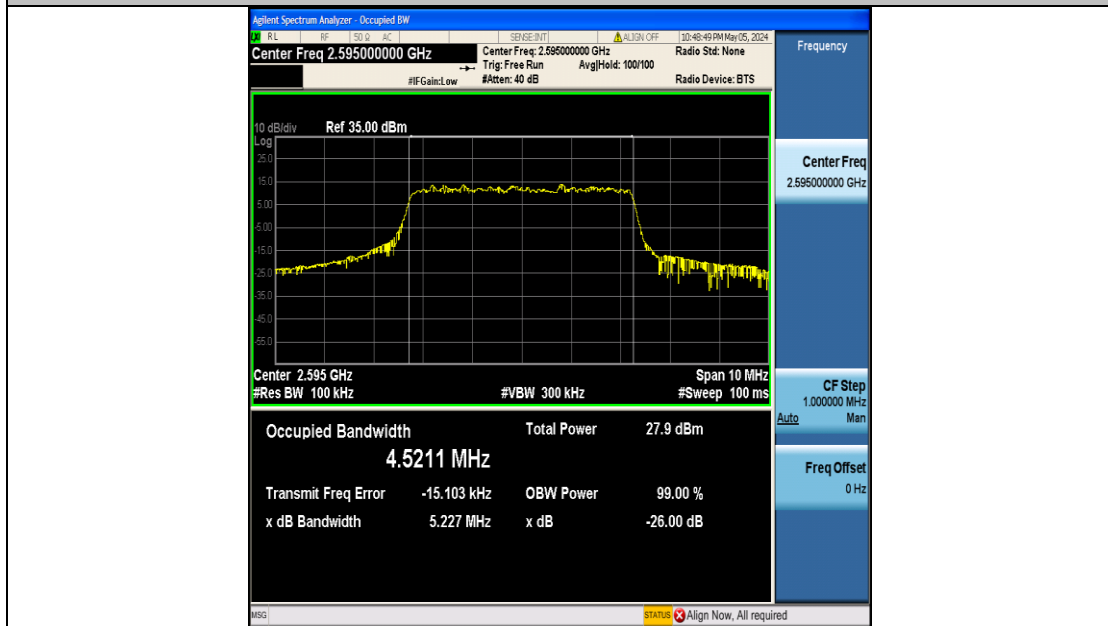 Agilent Spectrum Analyzer - Occupied BW
LXI RL RF 50 Ω AC SENSE:INT ALIGN OFF 10:48:49 PM May 05, 2024
Center Freq 2.595000000 GHz
Center Freq: 2.595000000 GHz
Radio Std: None
Trig: Free Run Avg|Hold: 100/100
#IFGain:Low
#Atten: 40 dB
Radio Device: BTS
10 dB/div Ref 35.00 dBm
Log
25.0
15.0
5.00
-5.00
-15.0
-25.0
-35.0
-45.0
-55.0
Center 2.595 GHz Span 10 MHz
#Res BW 100 kHz #VBW 300 kHz #Sweep 100 ms
Occupied Bandwidth Total Power 27.9 dBm
4.5211 MHz
Transmit Freq Error -15.103 kHz OBW Power 99.00 %
x dB Bandwidth 5.227 MHz x dB -26.00 dB
MSG STATUS Align Now, All required
Frequency
Center Freq
2.595000000 GHz
CF Step
1.000000 MHz
Auto Man
Freq Offset
0 Hz